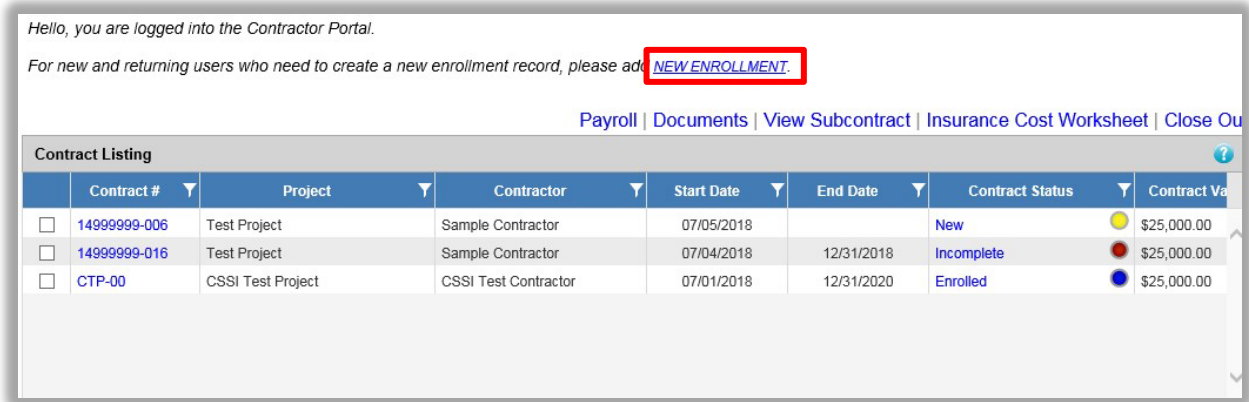 Hello, you are logged into the Contractor Portal.
For new and returning users who need to create a new enrollment record, please add NEW ENROLLMENT.
Payroll | Documents | View Subcontract | Insurance Cost Worksheet | Close Ou
Contract Listing ?
Contract # Project Contractor Start Date End Date Contract Status Contract Va
14999999-006 Test Project Sample Contractor 07/05/2018 New $25,000.00
14999999-016 Test Project Sample Contractor 07/04/2018 12/31/2018 Incomplete $25,000.00
CTP-00 CSSI Test Project CSSI Test Contractor 07/01/2018 12/31/2020 Enrolled $25,000.00